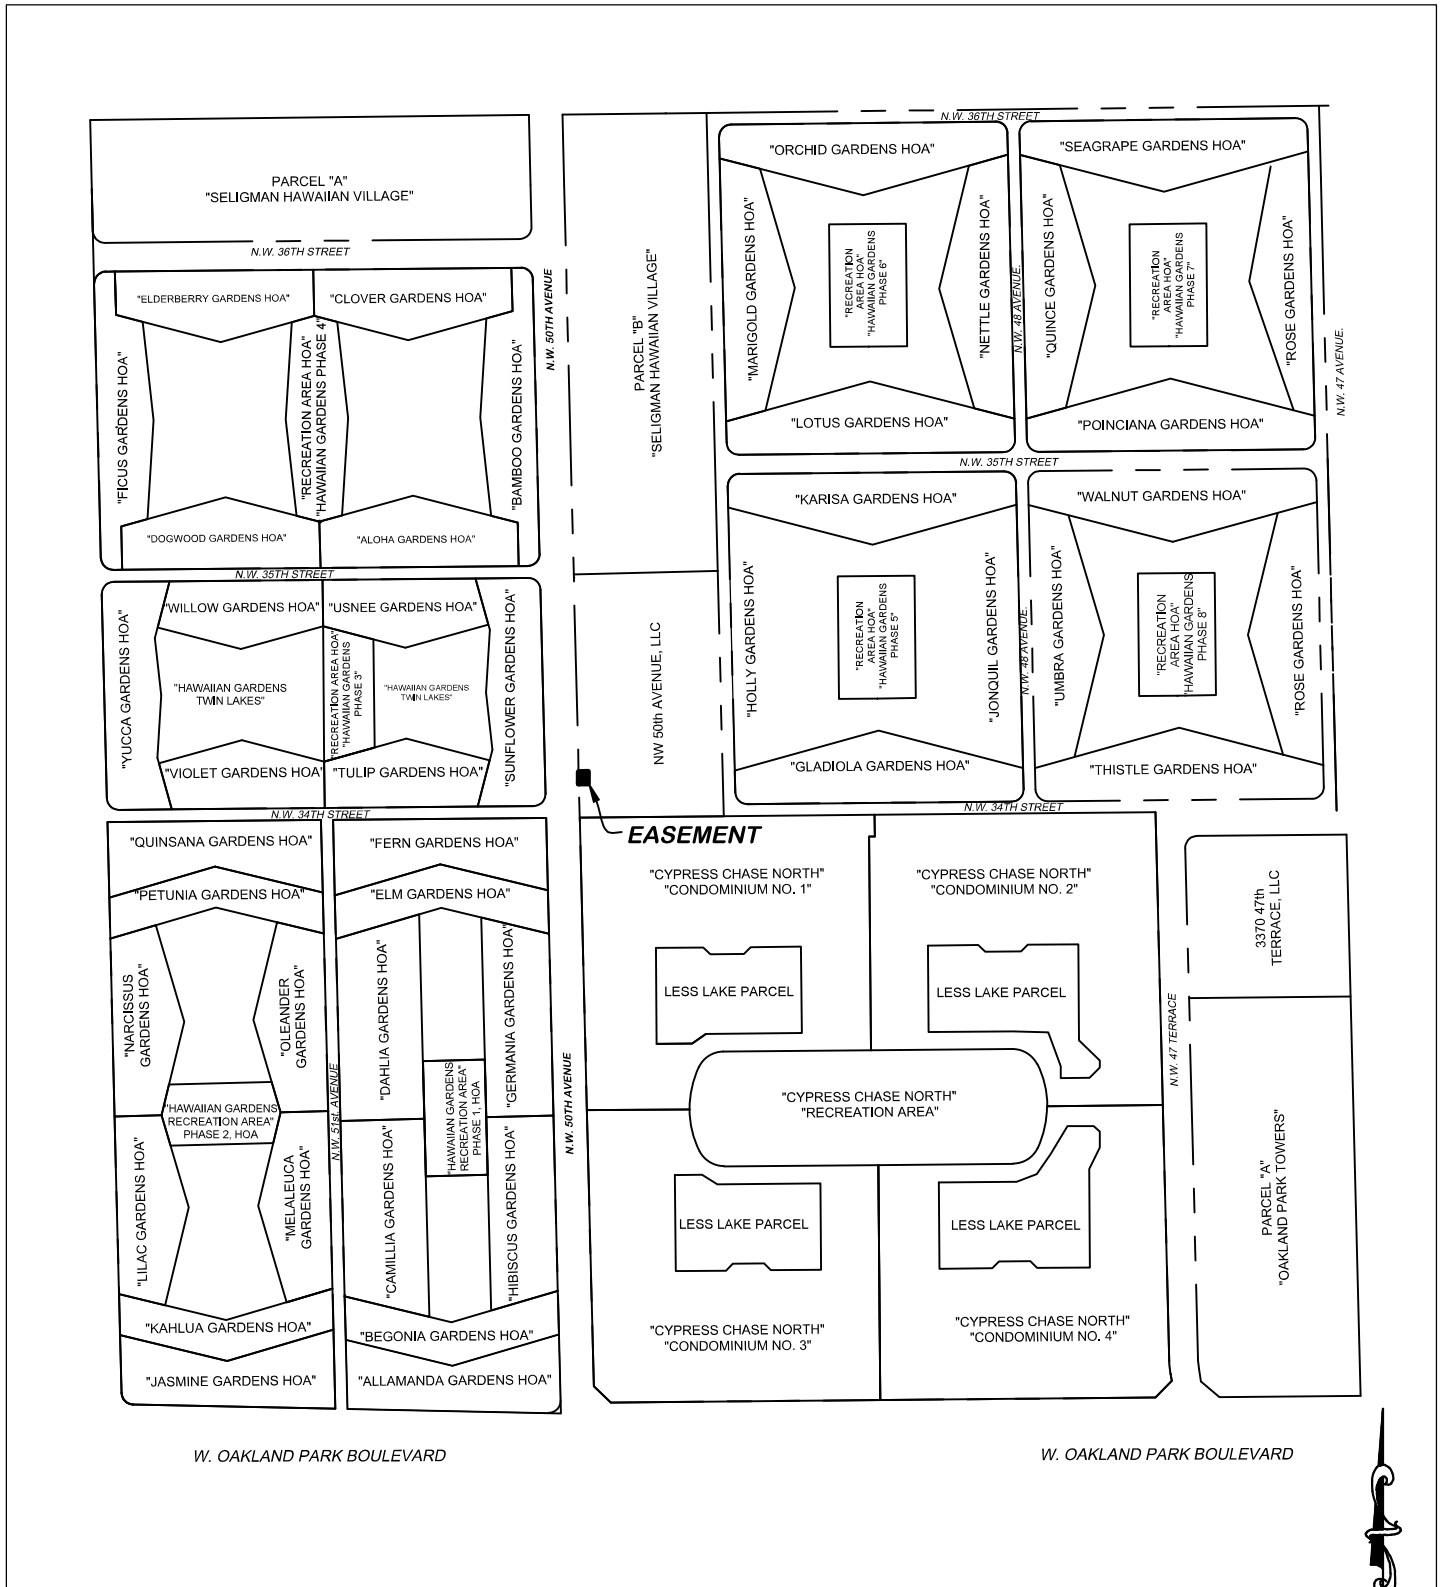 N.W. 36TH STREET
PARCEL "A"
"SELIGMAN HAWAIIAN VILLAGE"
N.W. 36TH STREET
"ELDERBERRY GARDENS HOA"
"CLOVER GARDENS HOA"
"FICUS GARDENS HOA"
"RECREATION AREA HOA"
"HAWAIIAN GARDENS PHASE 4"
"BAMBOO GARDENS HOA"
"DOGWOOD GARDENS HOA"
"ALOHA GARDENS HOA"
N.W. 50TH AVENUE
PARCEL "B"
"SELIGMAN HAWAIIAN VILLAGE"
"ORCHID GARDENS HOA"
"MARIGOLD GARDENS HOA"
"RECREATION
AREA HOA"
"HAWAIIAN GARDENS
PHASE 6"
"NETTLE GARDENS HOA"
"LOTUS GARDENS HOA"
N.W. 48 AVENUE.
"SEAGRAPE GARDENS HOA"
"QUINCE GARDENS HOA"
"RECREATION
AREA HOA"
"HAWAIIAN GARDENS
PHASE 7"
"ROSE GARDENS HOA"
"POINCIANA GARDENS HOA"
N.W. 47 AVENUE.
N.W. 35TH STREET
N.W. 35TH STREET
"WILLOW GARDENS HOA"
"USNEE GARDENS HOA"
"YUCCA GARDENS HOA"
"HAWAIIAN GARDENS
TWIN LAKES"
"RECREATION AREA HOA"
"HAWAIIAN GARDENS
PHASE 3"
"HAWAIIAN GARDENS
TWIN LAKES"
"SUNFLOWER GARDENS HOA"
"VIOLET GARDENS HOA"
"TULIP GARDENS HOA"
NW 50th AVENUE, LLC
"KARISA GARDENS HOA"
"HOLLY GARDENS HOA"
"RECREATION
AREA HOA"
"HAWAIIAN GARDENS
PHASE 5"
"JONQUIL GARDENS HOA"
"GLADIOLA GARDENS HOA"
N.W. 48 AVENUE.
"WALNUT GARDENS HOA"
"UMBRA GARDENS HOA"
"RECREATION
AREA HOA"
"HAWAIIAN GARDENS
PHASE 8"
"ROSE GARDENS HOA"
"THISTLE GARDENS HOA"
N.W. 34TH STREET
N.W. 34TH STREET
EASEMENT
"QUINSANA GARDENS HOA"
"PETUNIA GARDENS HOA"
"NARCISSUS
GARDENS HOA"
"OLEANDER
GARDENS HOA"
"HAWAIIAN GARDENS
RECREATION AREA"
PHASE 2, HOA
"LILAC GARDENS HOA"
"MELALEUCA
GARDENS HOA"
"KAHLUA GARDENS HOA"
"JASMINE GARDENS HOA"
N.W. 51st. AVENUE
"FERN GARDENS HOA"
"ELM GARDENS HOA"
"DAHLIA GARDENS HOA"
"GERMANIA GARDENS HOA"
"HAWAIIAN GARDENS
RECREATION AREA"
PHASE 1, HOA
"CAMILLIA GARDENS HOA"
"HIBISCUS GARDENS HOA"
"BEGONIA GARDENS HOA"
"ALLAMANDA GARDENS HOA"
N.W. 50TH AVENUE
"CYPRESS CHASE NORTH"
"CONDOMINIUM NO. 1"
LESS LAKE PARCEL
"CYPRESS CHASE NORTH"
"CONDOMINIUM NO. 2"
LESS LAKE PARCEL
"CYPRESS CHASE NORTH"
"RECREATION AREA"
LESS LAKE PARCEL
"CYPRESS CHASE NORTH"
"CONDOMINIUM NO. 3"
LESS LAKE PARCEL
"CYPRESS CHASE NORTH"
"CONDOMINIUM NO. 4"
N.W. 47 TERRACE
3370 47th
TERRACE, LLC
PARCEL "A"
"OAKLAND PARK TOWERS"
W. OAKLAND PARK BOULEVARD
W. OAKLAND PARK BOULEVARD